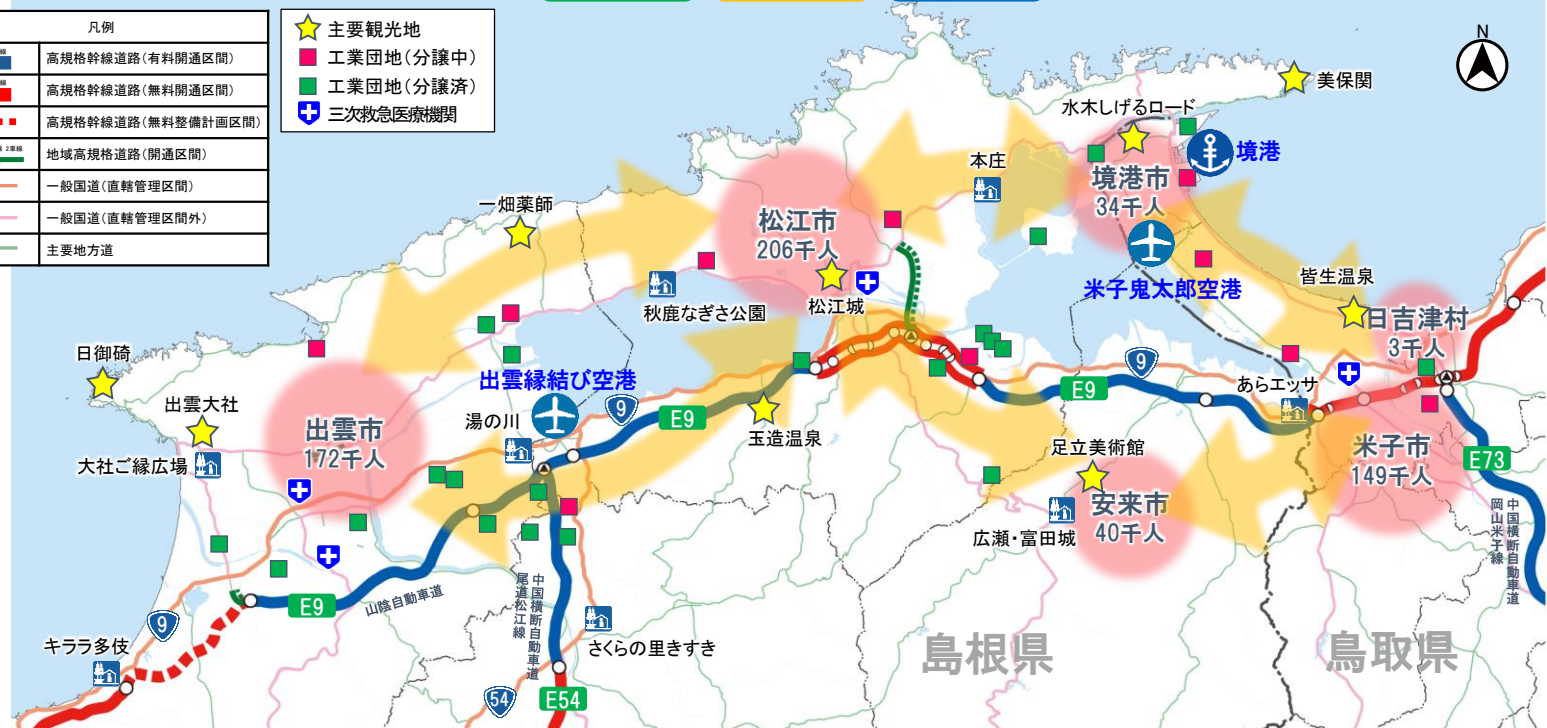 凡例
高規格幹線道路(有料開通区間)
高規格幹線道路(無料開通区間)
高規格幹線道路(無料整備計画区間)
地域高規格道路(開通区間)
一般国道(直轄管理区間)
一般国道(直轄管理区間外)
主要地方道
主要観光地
工業団地(分譲中)
工業団地(分譲済)
三次救急医療機関
N
美保関
水木しげるロード
境港
本庄
境港市
34千人
一畑薬師
松江市
206千人
米子鬼太郎空港
皆生温泉
秋鹿なぎさ公園
松江城
日吉津村
3千人
日御碕
出雲縁結び空港
9
あらエッサ
E9
出雲大社
湯の川
9
E9
玉造温泉
出雲市
172千人
大社ご縁広場
足立美術館
米子市
149千人
E73
安来市
40千人
広瀬・富田城
中国横断自動車道
岡山米子線
E9
山陰自動車道
中国横断自動車道
尾道松江線
9
キララ多伎
さくらの里きすき
島根県
鳥取県
54
E54